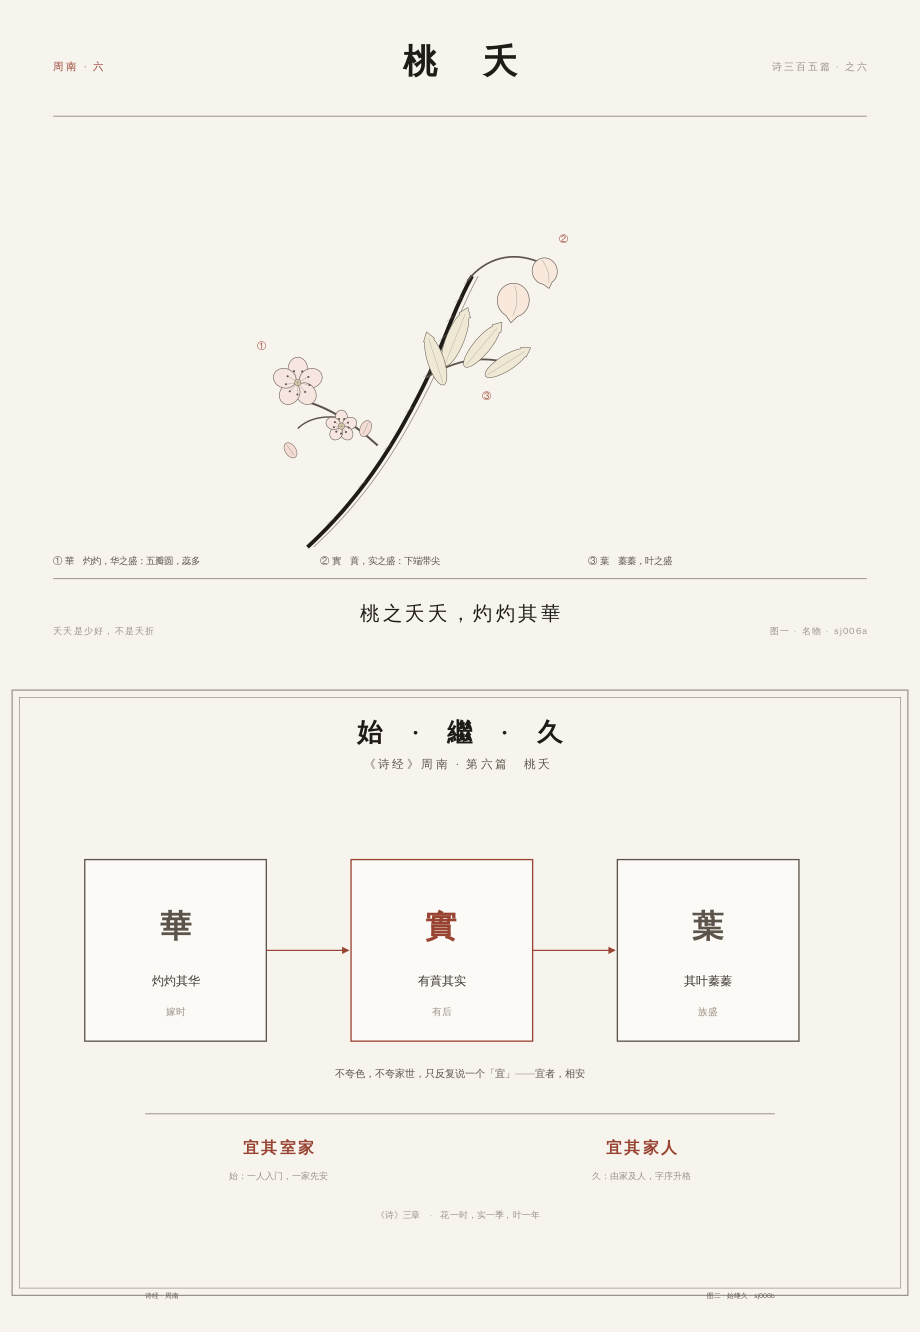 周南 · 六
桃 夭
诗三百五篇 · 之六
②
①
③
① 華 灼灼，华之盛：五瓣圆，蕊多
② 實 蕡，实之盛：下端带尖
③ 葉 蓁蓁，叶之盛
桃之夭夭，灼灼其華
夭夭是少好，不是夭折
图一 · 名物 · sj006a
始 · 繼 · 久
《诗经》周南 · 第六篇 桃夭
華
實
葉
灼灼其华
有蕡其实
其叶蓁蓁
嫁时
有后
族盛
不夸色，不夸家世，只反复说一个「宜」——宜者，相安
宜其室家
宜其家人
始：一人入门，一家先安
久：由家及人，字序升格
《诗》三章 · 花一时，实一季，叶一年
诗经 · 周南
图二 · 始继久 · sj006b